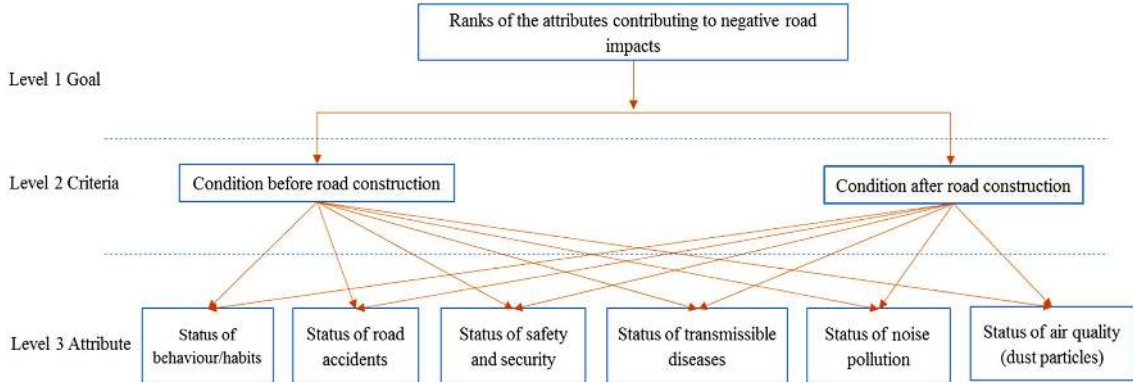 Ranks of the attributes contributing to negative road
impacts
Level 1 Goal
Level 2 Criteria
Condition before road construction
Condition after road construction
Level 3 Attribute
Status of
behaviour/habits
Status of road
accidents
Status of safety
and security
Status of transmissible
diseases
Status of noise
pollution
Status of air quality
(dust particles)